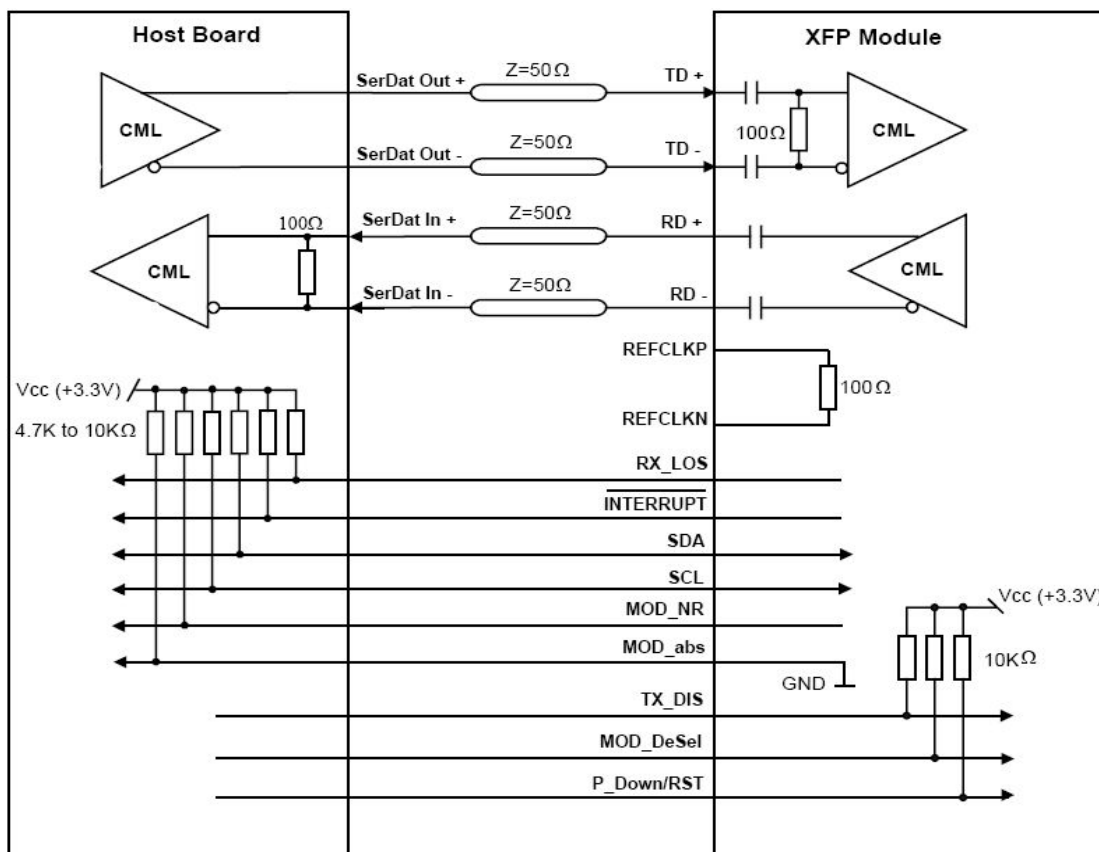 Host Board
XFP Module
SerDat Out +
Z=50Ω
TD +
CML
100Ω
CML
SerDat Out -
Z=50Ω
TD -
100Ω
SerDat In +
Z=50Ω
RD +
CML
CML
SerDat In -
Z=50Ω
RD -
REFCLKP
Vcc (+3.3V)
100Ω
4.7K to 10KΩ
REFCLKN
RX_LOS
INTERRUPT
SDA
SCL
Vcc (+3.3V)
MOD_NR
MOD_abs
10KΩ
GND
TX_DIS
MOD_DeSel
P_Down/RST